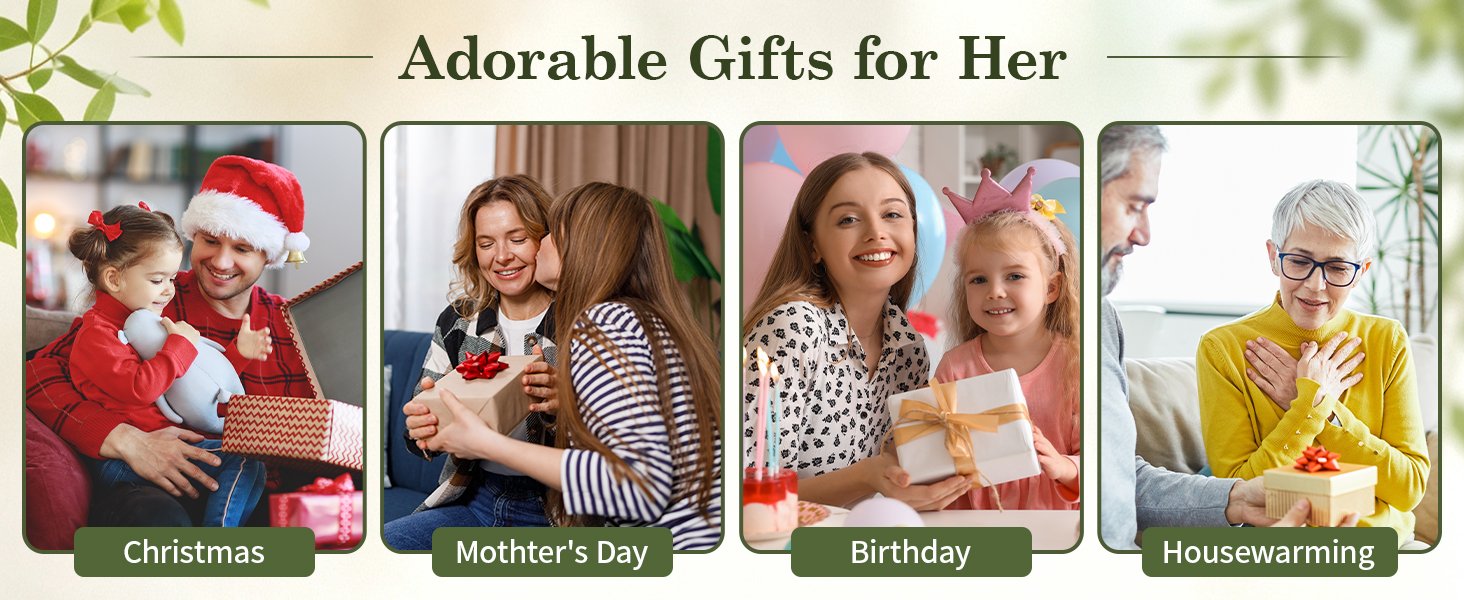 Adorable Gifts for Her
Christmas
Mothter's Day
Birthday
Housewarming